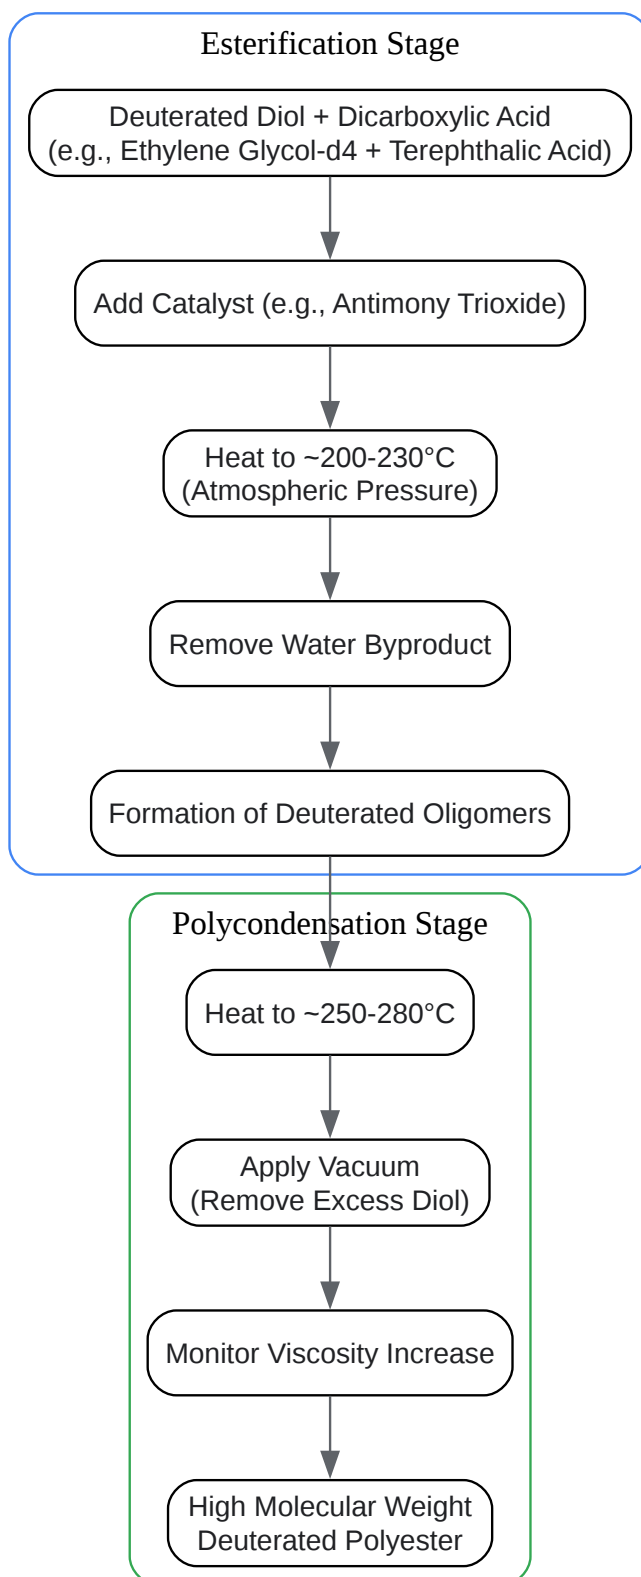 Esterification Stage
Deuterated Diol + Dicarboxylic Acid
(e.g., Ethylene Glycol-d4 + Terephthalic Acid)
Add Catalyst (e.g., Antimony Trioxide)
Heat to ~200-230°C
(Atmospheric Pressure)
Remove Water Byproduct
Formation of Deuterated Oligomers
Polycondensation Stage
Heat to ~250-280°C
Apply Vacuum
(Remove Excess Diol)
Monitor Viscosity Increase
High Molecular Weight
Deuterated Polyester